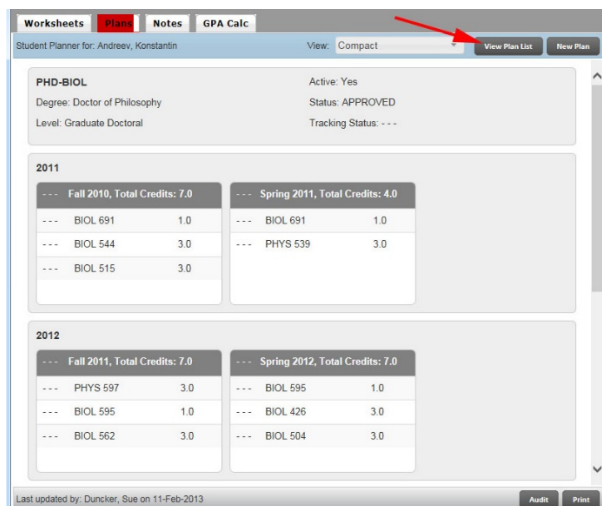 Worksheets Plans Notes GPA Calc
Student Planner for: Andreev, Konstantin View: Compact View Plan List New Plan
PHD-BIOL Active: Yes
Degree: Doctor of Philosophy Status: APPROVED
Level: Graduate Doctoral Tracking Status: - - -
2011
- - - Fall 2010, Total Credits: 7.0 - - - Spring 2011, Total Credits: 4.0
- - - BIOL 691 1.0 - - - BIOL 691 1.0
- - - BIOL 544 3.0 - - - PHYS 539 3.0
- - - BIOL 515 3.0
2012
- - - Fall 2011, Total Credits: 7.0 - - - Spring 2012, Total Credits: 7.0
- - - PHYS 597 3.0 - - - BIOL 595 1.0
- - - BIOL 595 1.0 - - - BIOL 426 3.0
- - - BIOL 562 3.0 - - - BIOL 504 3.0
Last updated by: Duncker, Sue on 11-Feb-2013 Audit Print